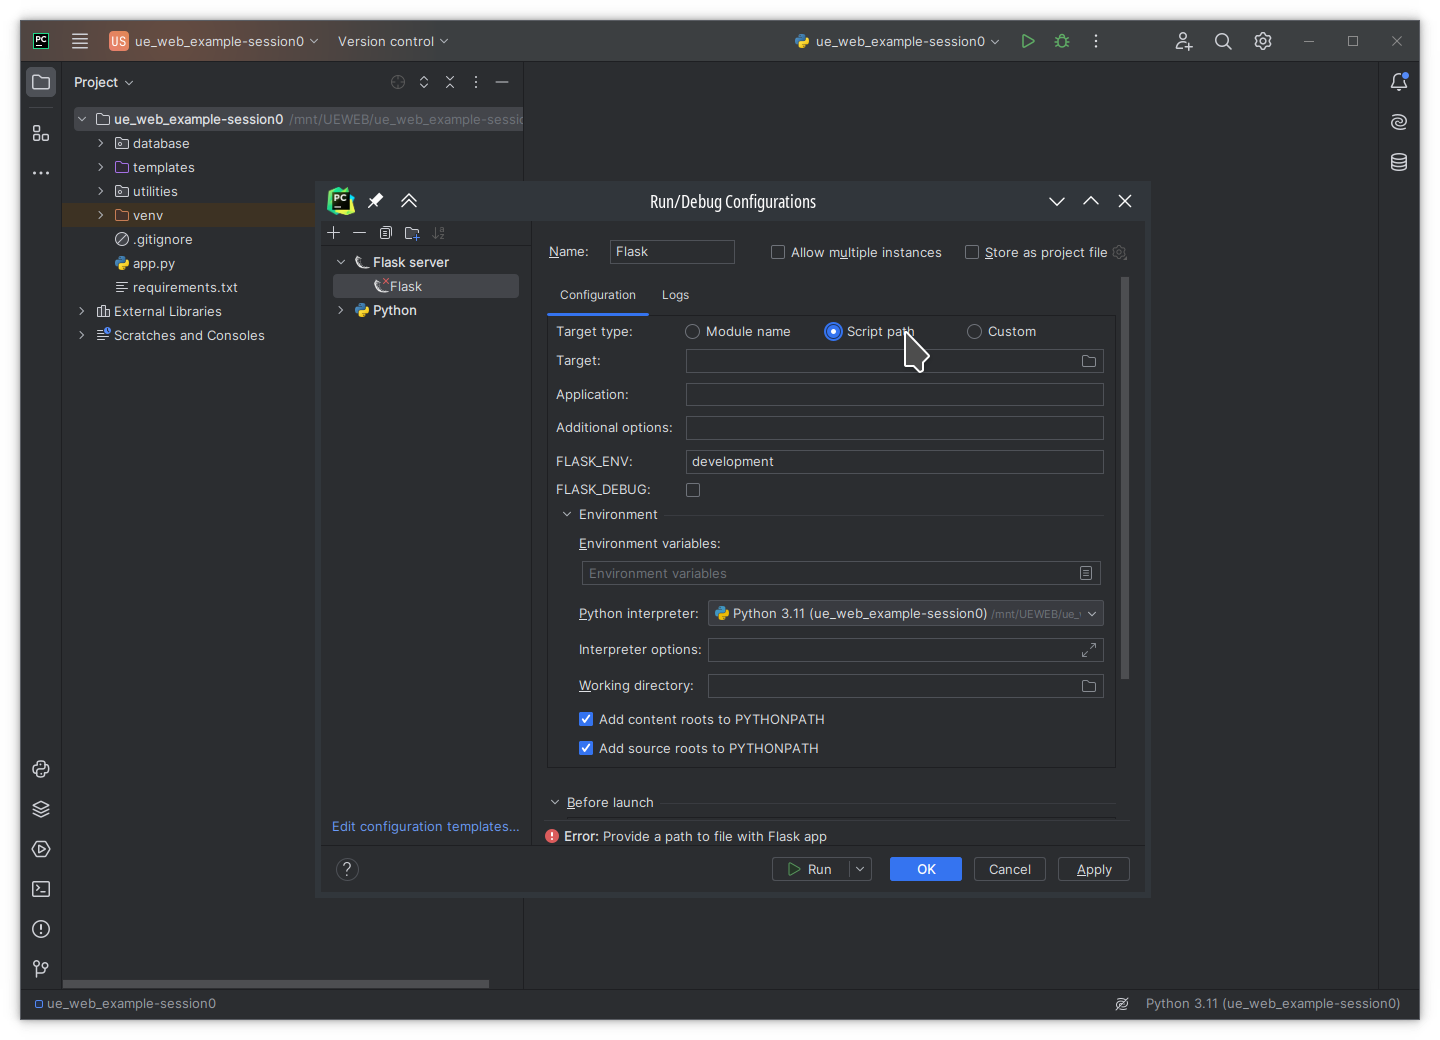 PC US ue_web_example-session0 Version control ue_web_example-session0
Project
ue_web_example-session0 /mnt/UEWEB/ue_web_example-sessio
database
templates
utilities
venv
.gitignore
app.py
requirements.txt
External Libraries
Scratches and Consoles
PC Run/Debug Configurations
Flask server
Flask
Python
Edit configuration templates...
Name: Flask Allow multiple instances Store as project file
Configuration Logs
Target type: Module name Script path Custom
Target:
Application:
Additional options:
FLASK_ENV: development
FLASK_DEBUG:
Environment
Environment variables:
Environment variables
Python interpreter: Python 3.11 (ue_web_example-session0) /mnt/UEWEB/ue_
Interpreter options:
Working directory:
Add content roots to PYTHONPATH
Add source roots to PYTHONPATH
Before launch
Error: Provide a path to file with Flask app
? Run OK Cancel Apply
ue_web_example-session0 Python 3.11 (ue_web_example-session0)